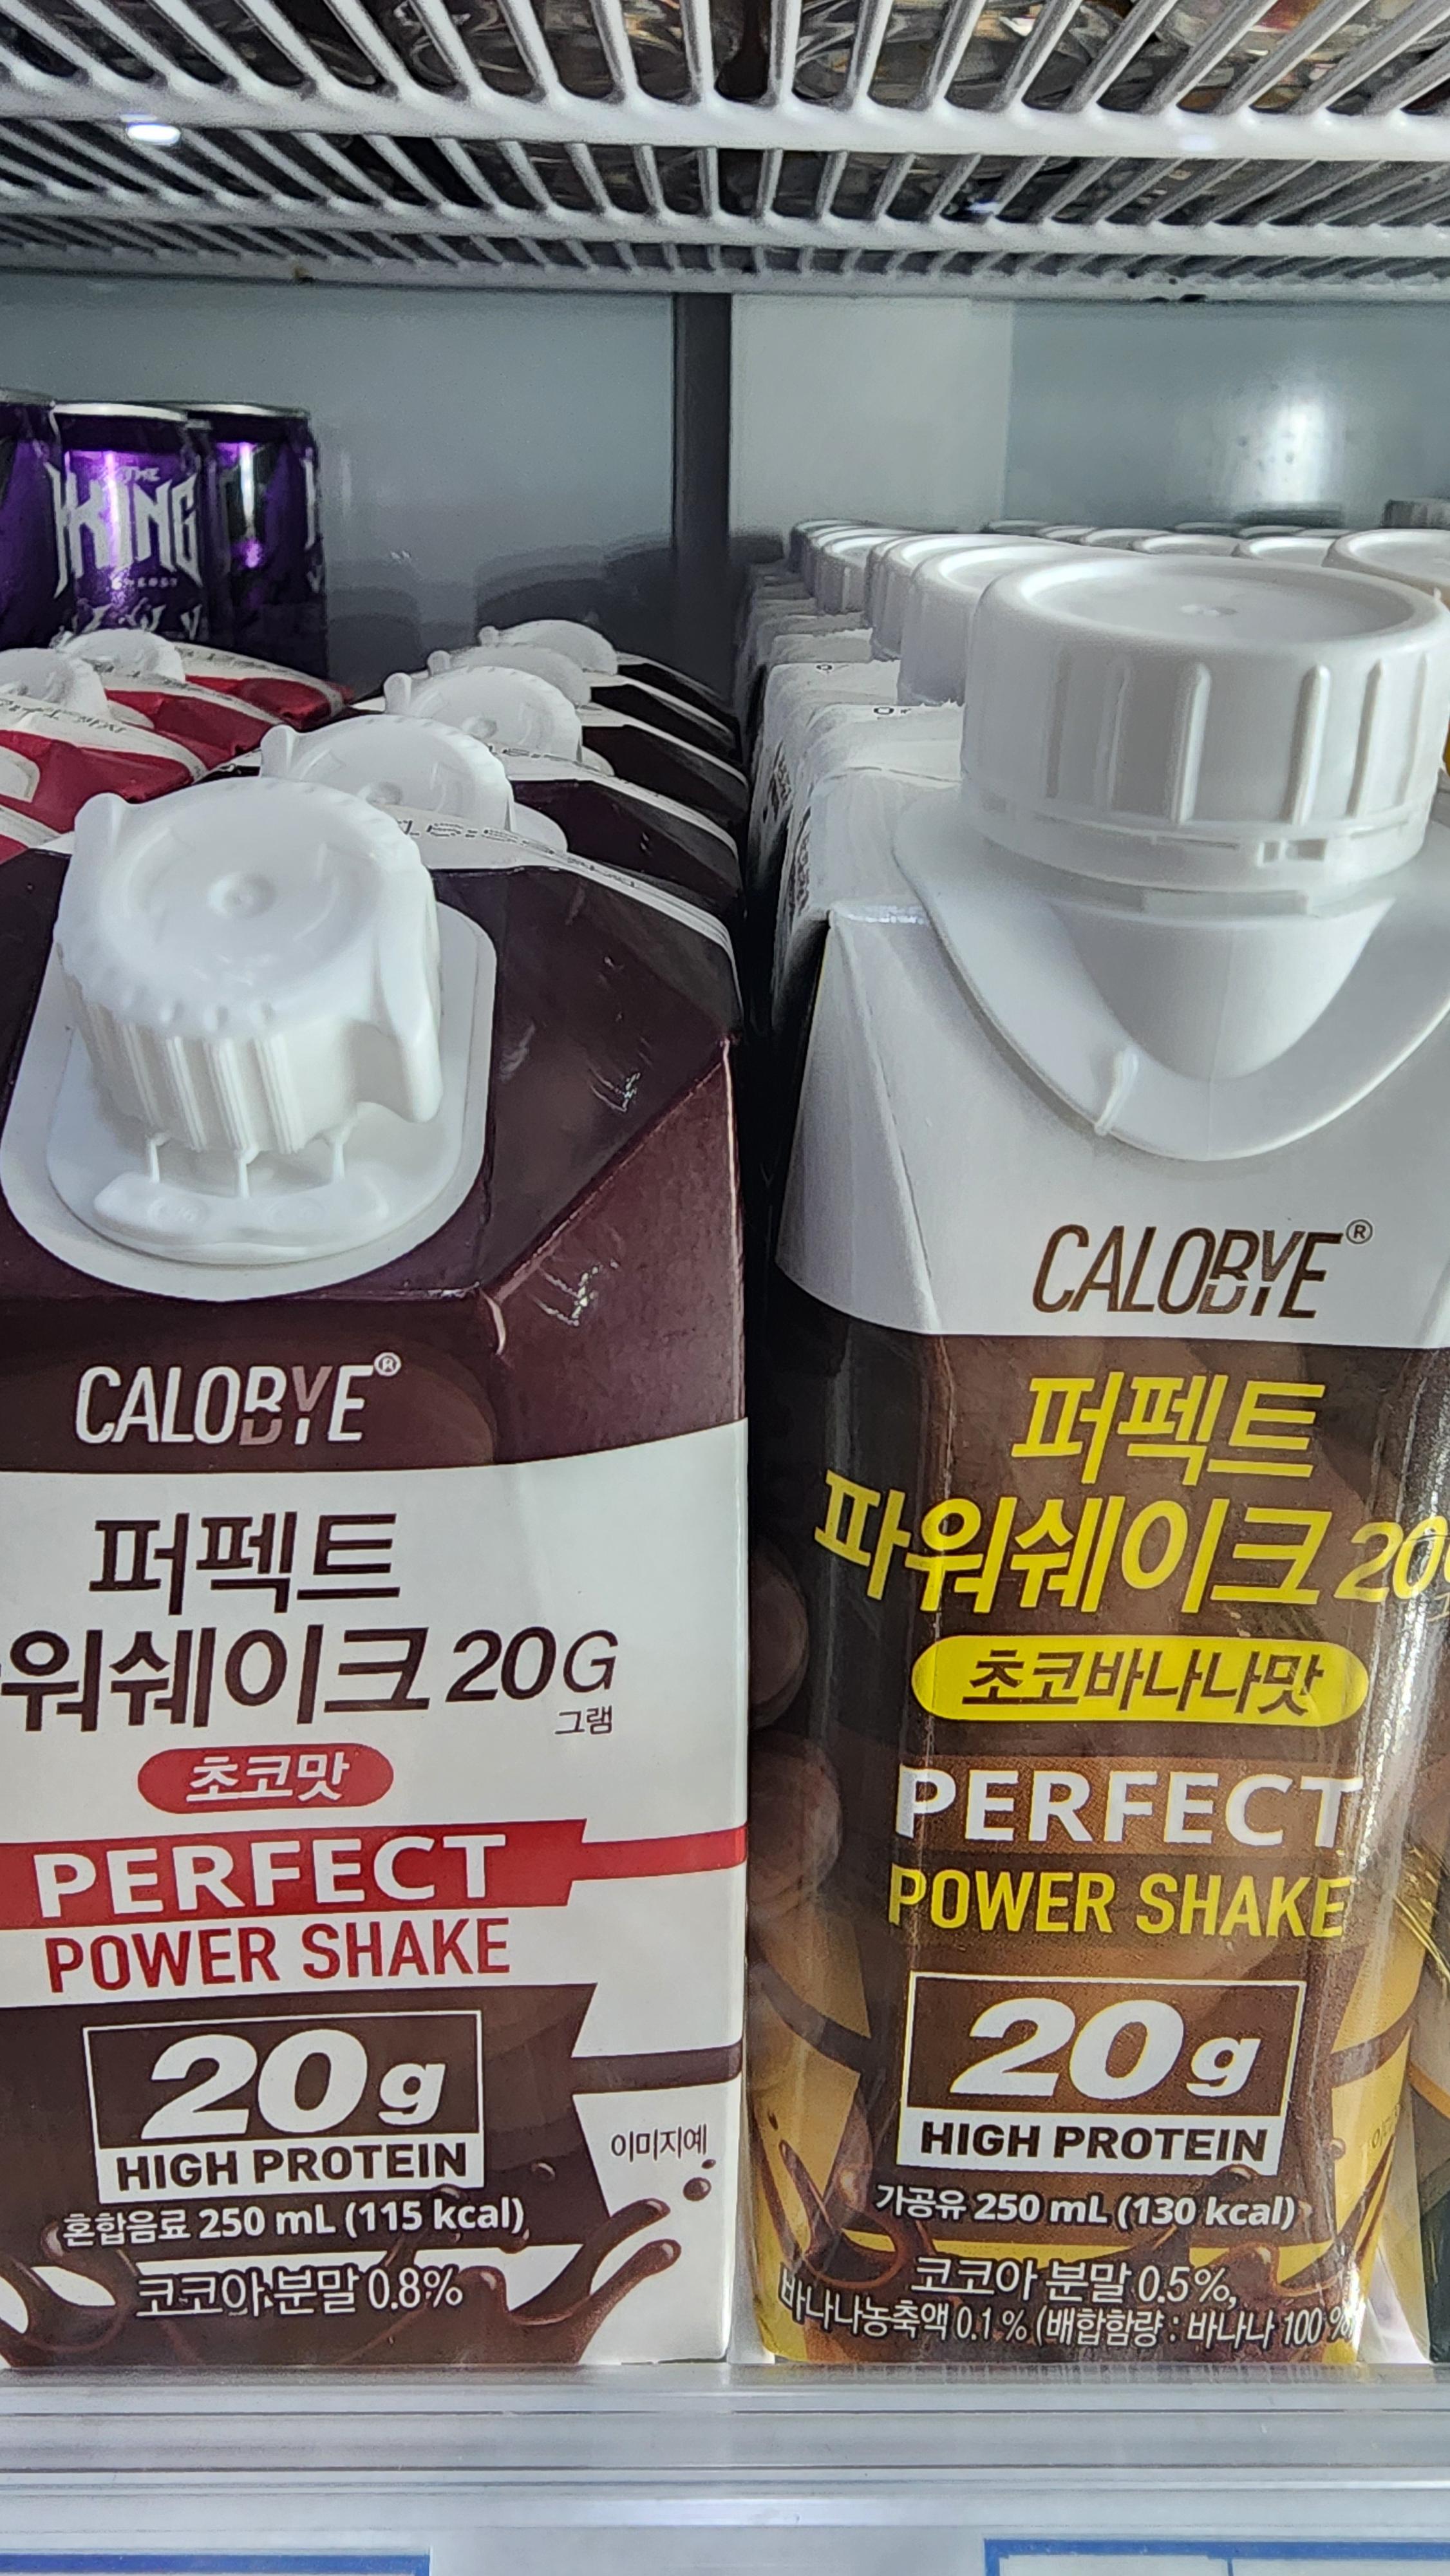 THE
KING
ENERGY
CALOBYE®
퍼펙트
워쉐이크 20G
그램
초코맛
PERFECT
POWER SHAKE
20g
HIGH PROTEIN
이미지예
혼합음료 250 mL (115 kcal)
코코아 분말 0.8%
CALOBYE®
퍼펙트
파워쉐이크 20
초코바나나맛
PERFECT
POWER SHAKE
20g
HIGH PROTEIN
가공유 250 mL (130 kcal)
코코아 분말 0.5%,
바나나농축액 0.1% (배합함량 : 바나나 100%)